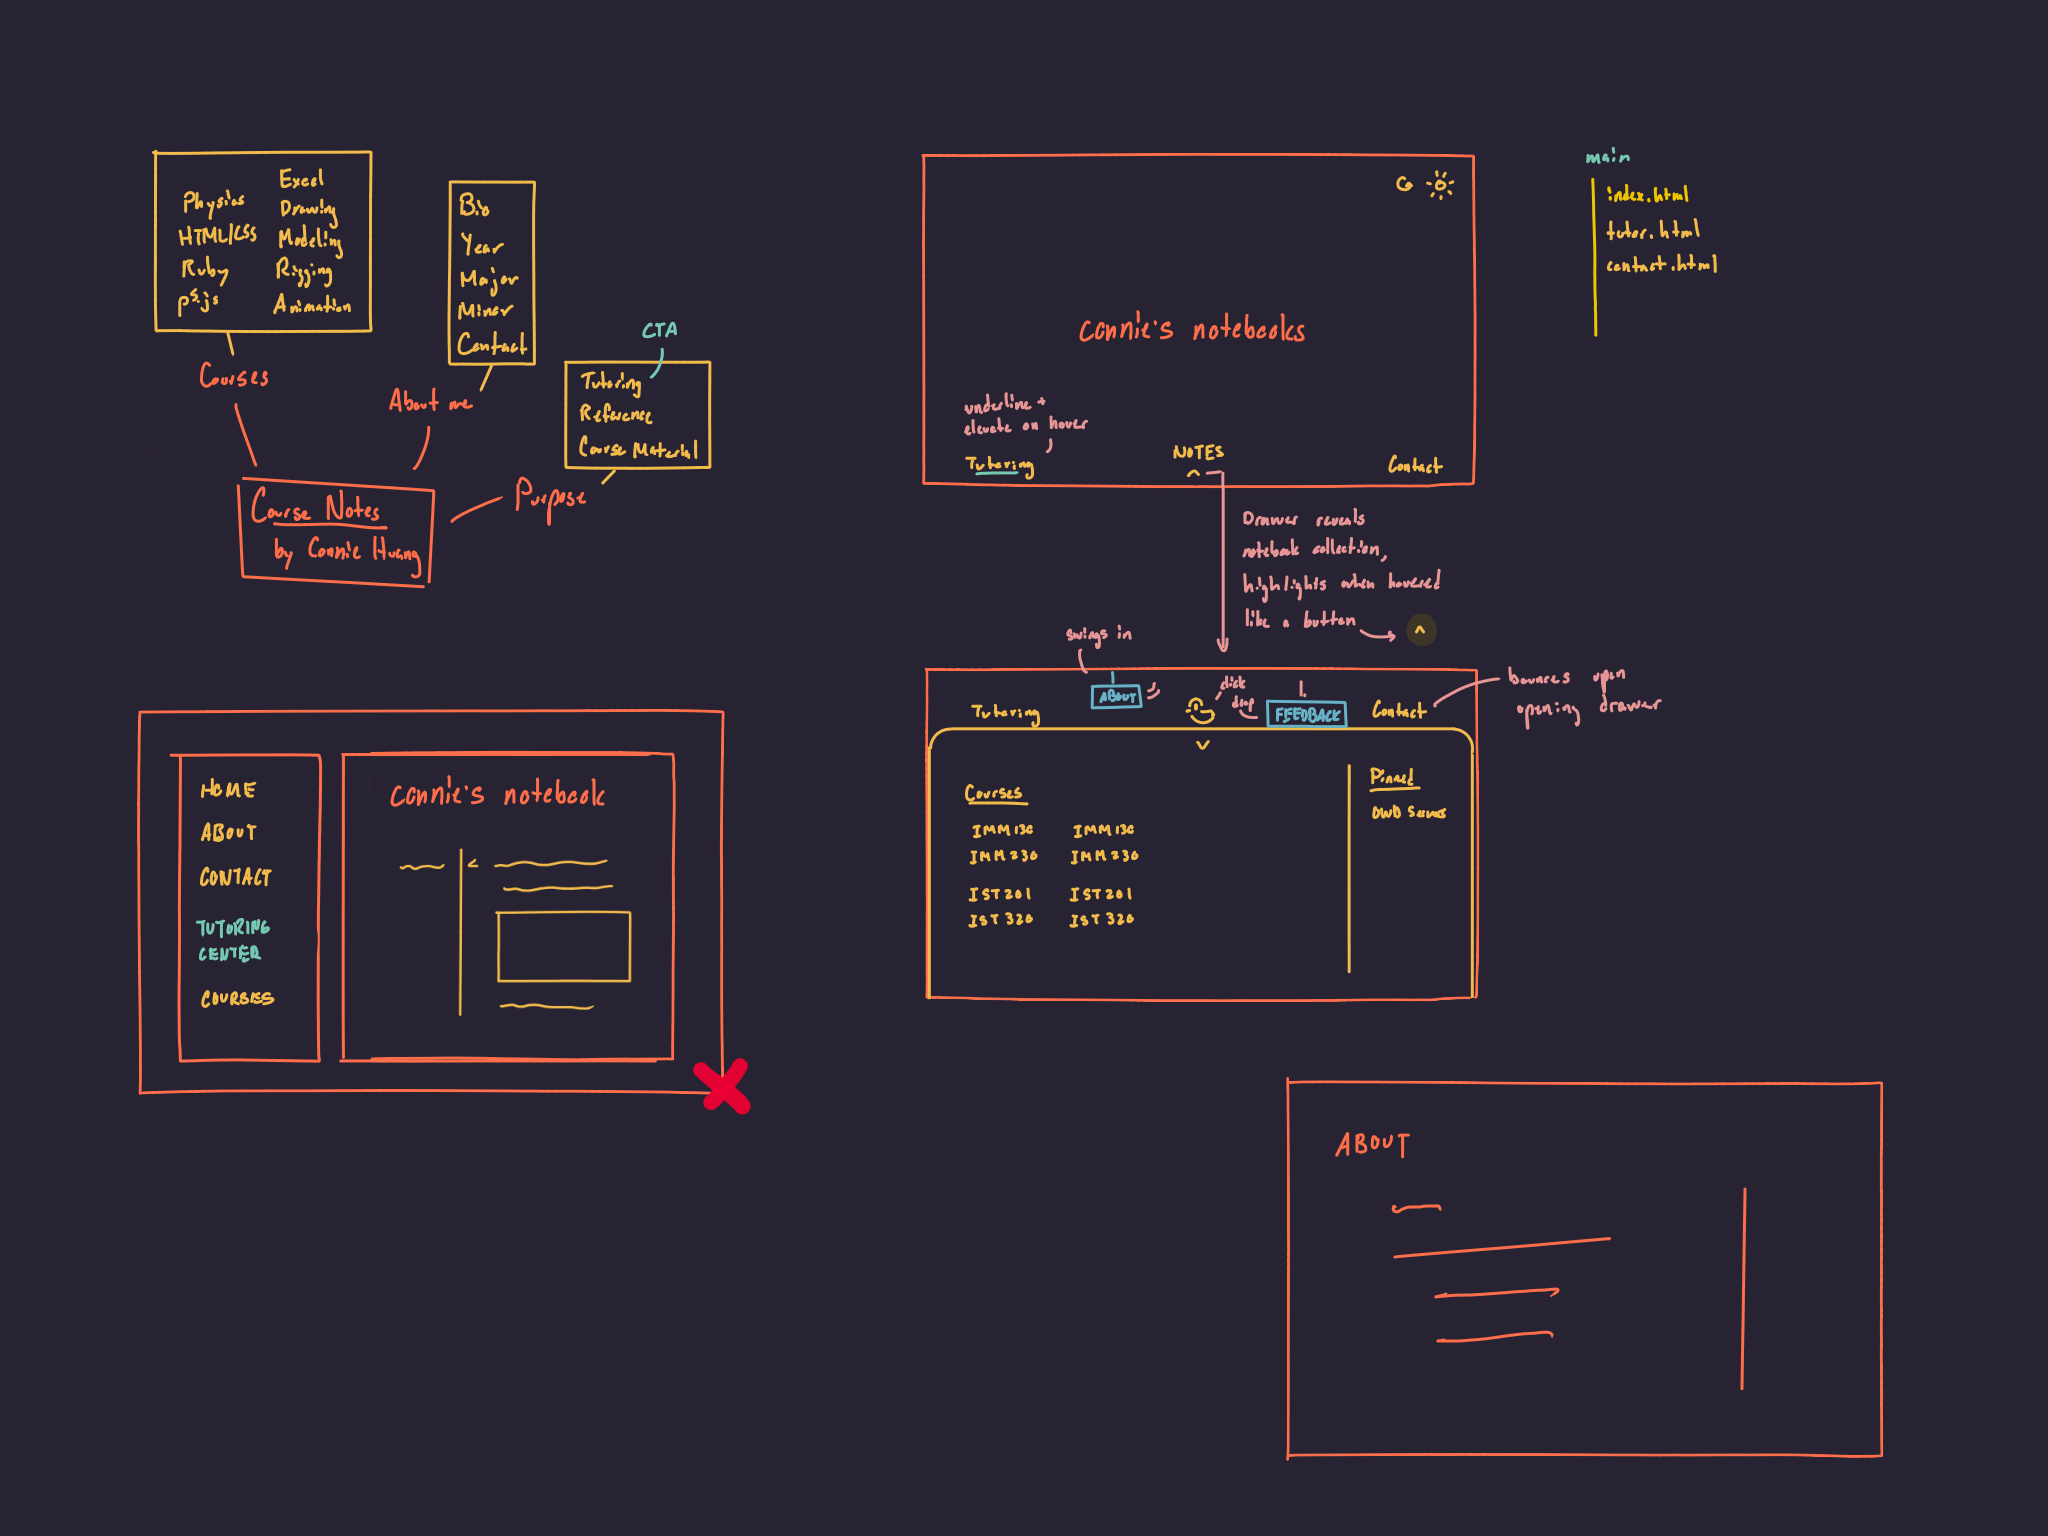 Physics
HTML/CSS
Ruby
p5.js
Excel
Drawing
Modeling
Rigging
Animation
Courses
Bio
Year
Major
Minor
Contact
About me
CTA
Tutoring
Reference
Course Material
Purpose
Course Notes
by Connie Huang
HOME
ABOUT
CONTACT
TUTORING
CENTER
COURSES
connie's notebook
connie's notebooks
underline +
elevate on hover
Tutoring
NOTES
Contact
main
index.html
tutor.html
contact.html
Drawer reveals
notebook collection,
highlights when hovered
like a button
swings in
ABOUT
click
drop
FEEDBACK
Tutoring
Contact
bounces upon
opening drawer
Courses
IMM 130 IMM 130
IMM 230 IMM 230
IST 201 IST 201
IST 320 IST 320
Pinned
ABOUT